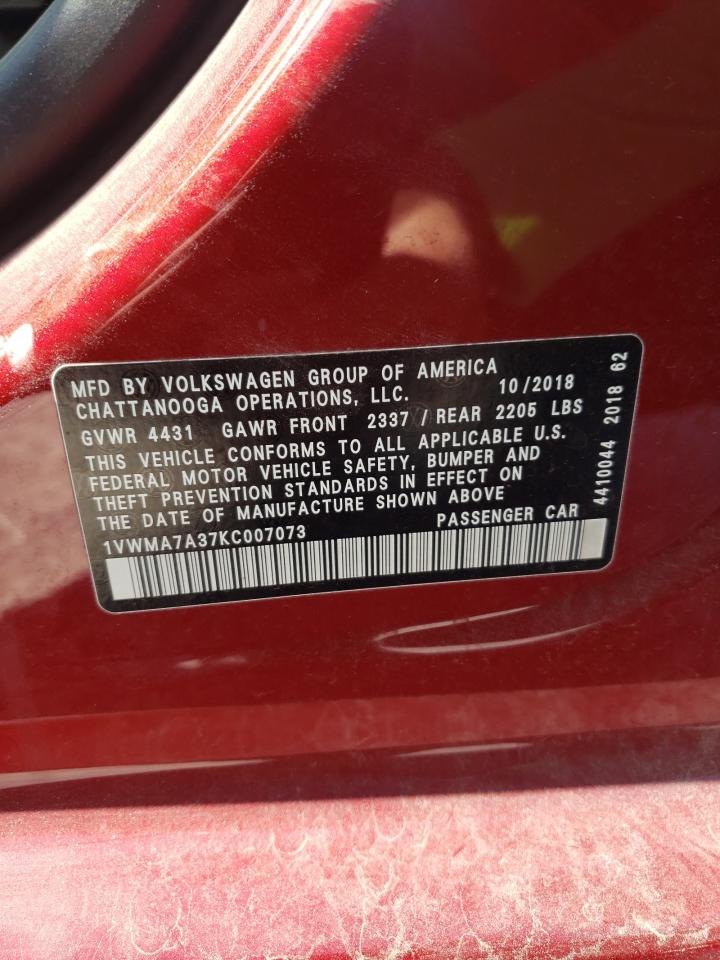 MFD BY VOLKSWAGEN GROUP OF AMERICA
CHATTANOOGA OPERATIONS, LLC. 10/2018
GVWR 4431 GAWR FRONT 2337 / REAR 2205 LBS
THIS VEHICLE CONFORMS TO ALL APPLICABLE U.S.
FEDERAL MOTOR VEHICLE SAFETY, BUMPER AND
THEFT PREVENTION STANDARDS IN EFFECT ON
THE DATE OF MANUFACTURE SHOWN ABOVE
PASSENGER CAR
1VWMA7A37KC007073
4410044 2018 62